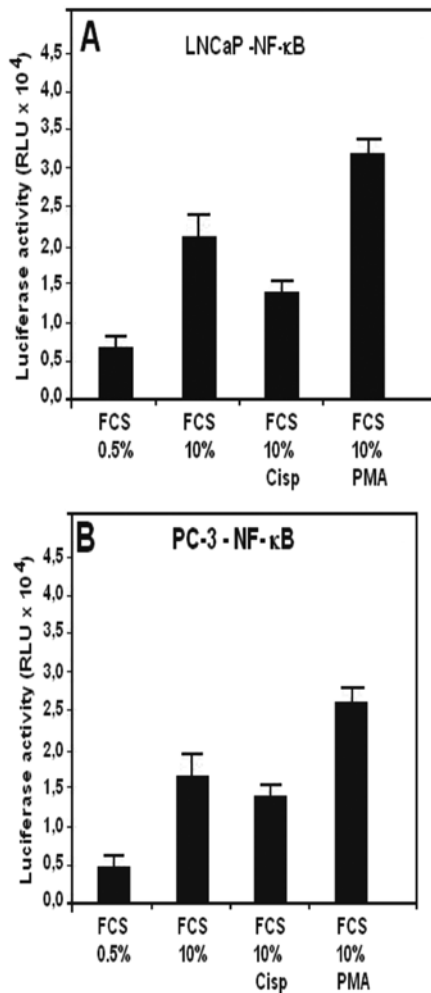 A
LNCaP -NF-κB
Luciferase activity (RLU x 10⁴)
4,5
4,0
3,5
3,0
2,0
1,5
1,0
0,5
0,0
FCS FCS FCS FCS
0.5% 10% 10% 10%
Cisp PMA
B
PC-3 - NF- κB
Luciferase activity (RLU x 10⁴)
4,5
4,0
3,5
3,0
2,5
2,0
1,5
1,0
0,5
0,0
FCS FCS FCS FCS
0.5% 10% 10% 10%
Cisp PMA